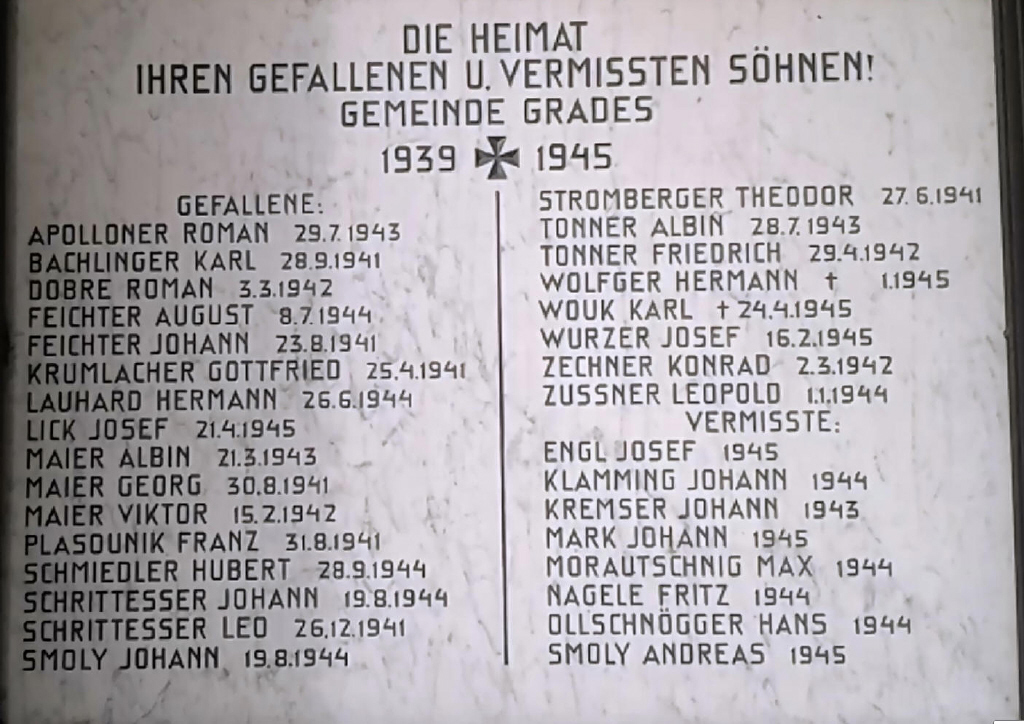 DIE HEIMAT
IHREN GEFALLENEN U. VERMISSTEN SÖHNEN!
GEMEINDE GRADES
1939 1945
GEFALLENE:
APOLLONER ROMAN 29.7.1943
BACHLINGER KARL 28.9.1941
DOBRE ROMAN 3.3.1942
FEICHTER AUGUST 8.7.1944
FEICHTER JOHANN 23.8.1941
KRUMLACHER GOTTFRIED 25.4.1941
LAUHARD HERMANN 26.6.1944
LICK JOSEF 21.4.1945
MAIER ALBIN 21.3.1943
MAIER GEORG 30.8.1941
MAIER VIKTOR 15.2.1942
PLASOUNIK FRANZ 31.8.1941
SCHMIEDLER HUBERT 28.9.1944
SCHRITTESSER JOHANN 19.8.1944
SCHRITTESSER LEO 26.12.1941
SMOLY JOHANN 19.8.1944
STROMBERGER THEODOR 27.6.1941
TONNER ALBIN 28.7.1943
TONNER FRIEDRICH 29.4.1942
WOLFGER HERMANN † 1.1945
WOUK KARL † 24.4.1945
WURZER JOSEF 16.2.1945
ZECHNER KONRAD 2.3.1942
ZUSSNER LEOPOLD 1.1.1944
VERMISSTE:
ENGL JOSEF 1945
KLAMMING JOHANN 1944
KREMSER JOHANN 1943
MARK JOHANN 1945
MORAUTSCHNIG MAX 1944
NAGELE FRITZ 1944
OLLSCHNÖGGER HANS 1944
SMOLY ANDREAS 1945